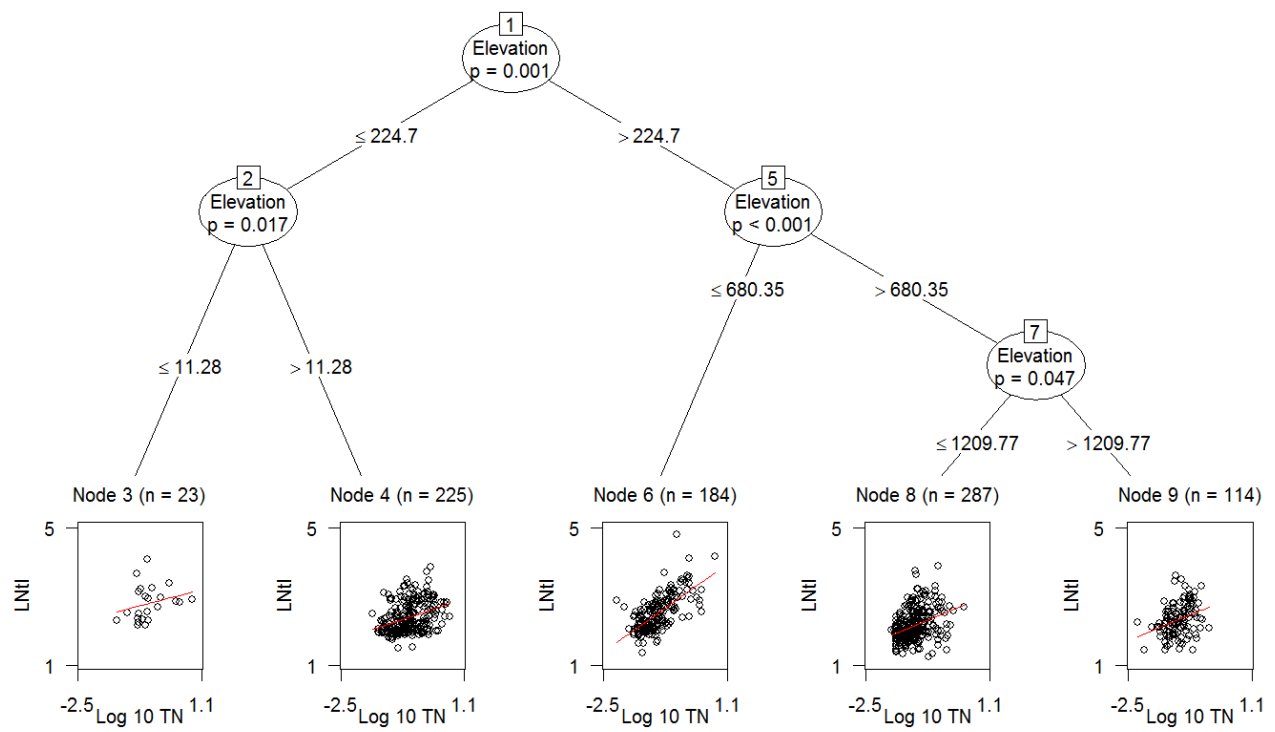 1
Elevation
p = 0.001
≤ 224.7
> 224.7
2
Elevation
p = 0.017
5
Elevation
p < 0.001
≤ 680.35
> 680.35
7
Elevation
p = 0.047
≤ 11.28
> 11.28
≤ 1209.77
> 1209.77
Node 3 (n = 23)
5
LNtl
1
-2.5
Log 10 TN
1.1
Node 4 (n = 225)
5
LNtl
1
-2.5
Log 10 TN
1.1
Node 6 (n = 184)
5
LNtl
1
-2.5
Log 10 TN
1.1
Node 8 (n = 287)
5
LNtl
1
-2.5
Log 10 TN
1.1
Node 9 (n = 114)
5
LNtl
1
-2.5
Log 10 TN
1.1